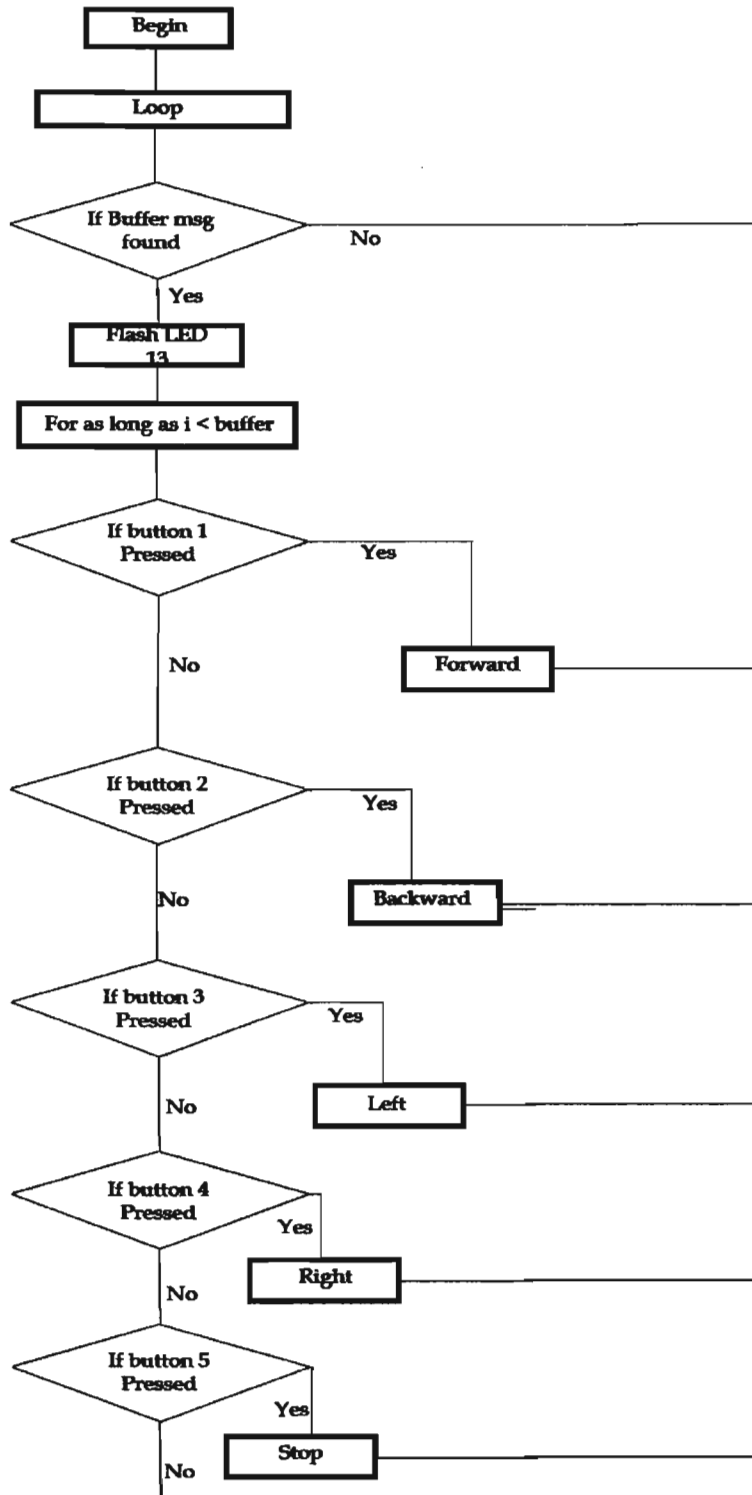 Begin
Loop
If Buffer msg
found
No
Yes
Flash LED
13
For as long as i < buffer
If button 1
Pressed
Yes
No
Forward
If button 2
Pressed
Yes
No
Backward
If button 3
Pressed
Yes
No
Left
If button 4
Pressed
Yes
No
Right
If button 5
Pressed
Yes
No
Stop